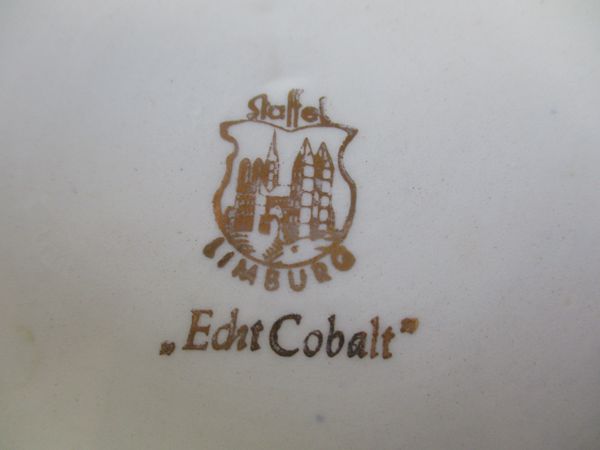 Staffel
LIMBURG
„Echt Cobalt"